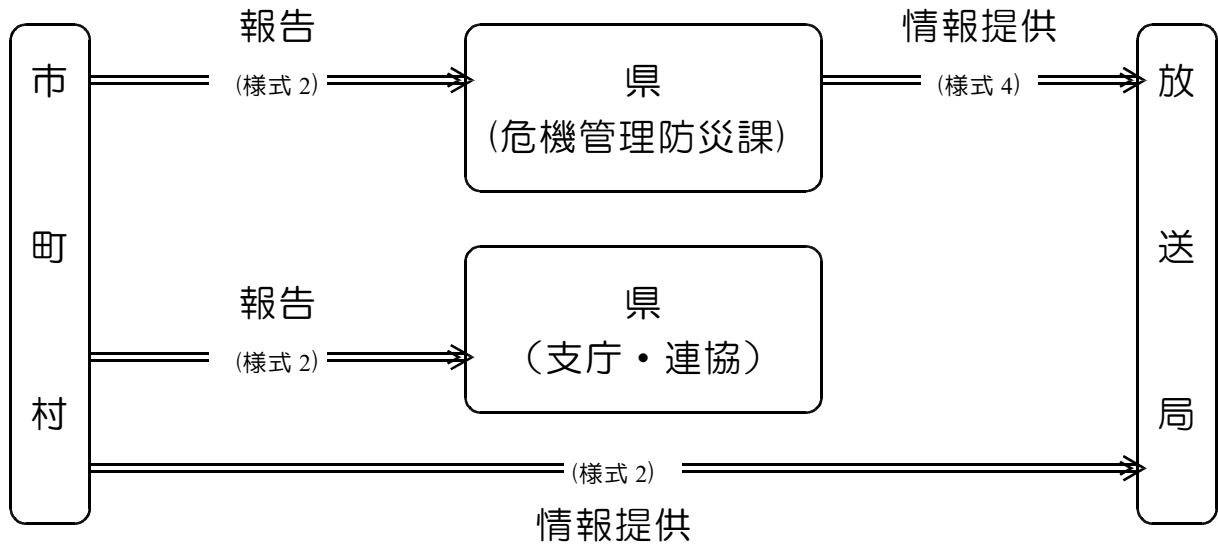 市町村
報告
(様式 2)
県
(危機管理防災課)
情報提供
(様式 4)
放送局
報告
(様式 2)
県
（支庁・連協）
(様式 2)
情報提供